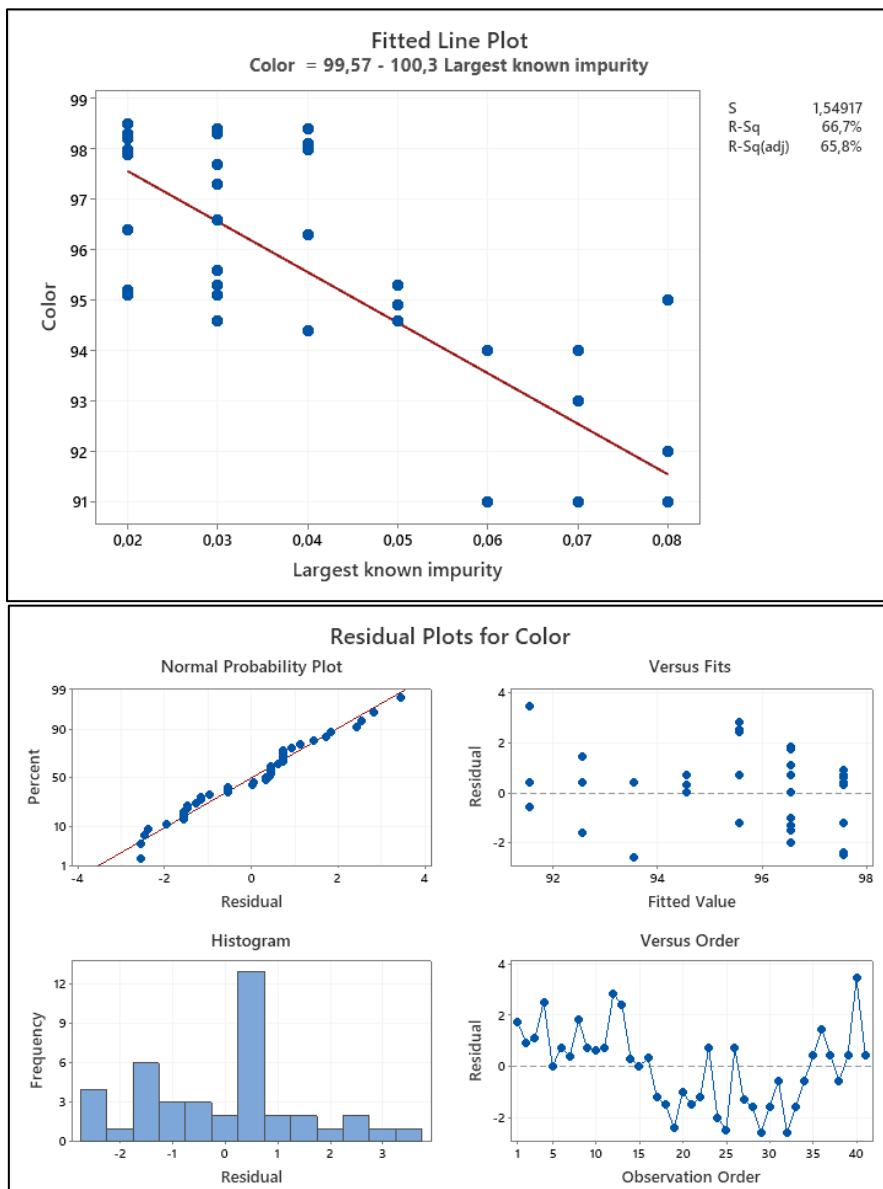 Fitted Line Plot
Color = 99,57 - 100,3 Largest known impurity
S 1,54917
R-Sq 66,7%
R-Sq(adj) 65,8%
99
98
97
96
95
94
93
92
91
Color
0,02 0,03 0,04 0,05 0,06 0,07 0,08
Largest known impurity
Residual Plots for Color
Normal Probability Plot
99
90
50
10
1
Percent
-4 -2 0 2 4
Residual
Versus Fits
4
2
0
-2
Residual
92 94 96 98
Fitted Value
Histogram
12
9
6
3
0
Frequency
-2 -1 0 1 2 3
Residual
Versus Order
4
2
0
-2
Residual
1 5 10 15 20 25 30 35 40
Observation Order